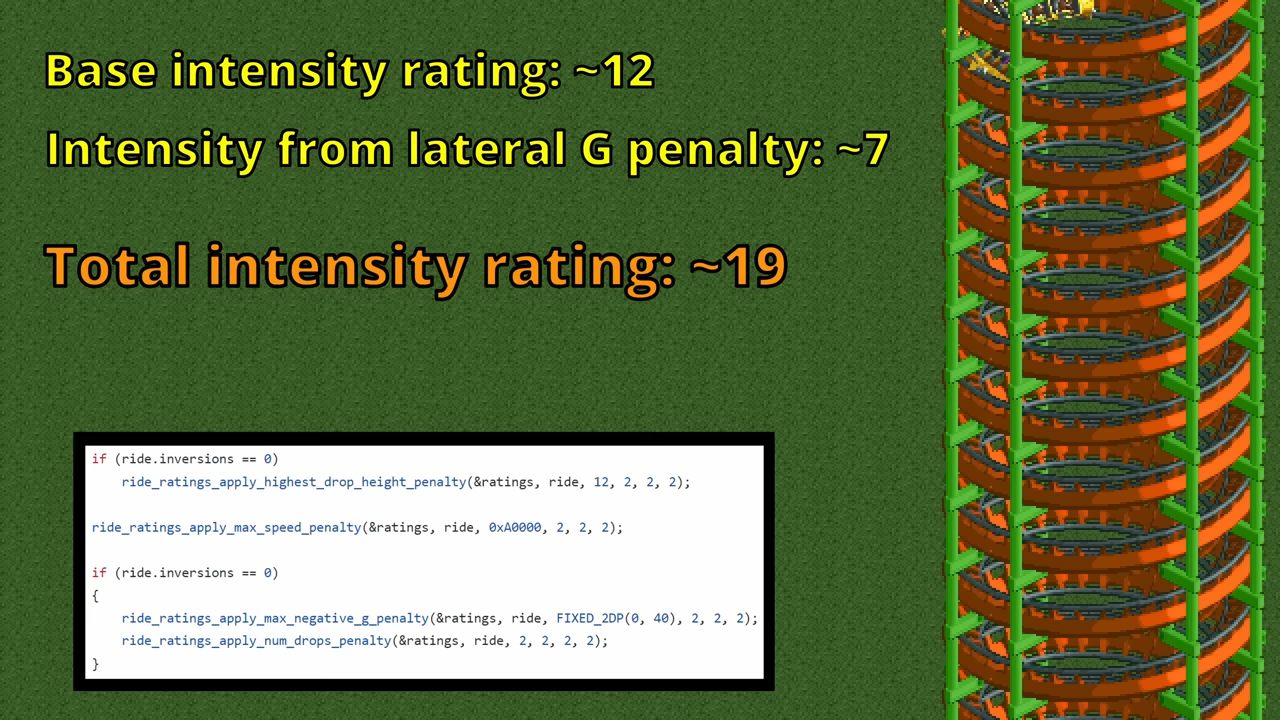 Base intensity rating: ~12
Intensity from lateral G penalty: ~7
Total intensity rating: ~19
if (ride.inversions == 0)
ride_ratings_apply_highest_drop_height_penalty(&ratings, ride, 12, 2, 2, 2);
ride_ratings_apply_max_speed_penalty(&ratings, ride, 0xA0000, 2, 2, 2);
if (ride.inversions == 0)
{
ride_ratings_apply_max_negative_g_penalty(&ratings, ride, FIXED_2DP(0, 40), 2, 2, 2);
ride_ratings_apply_num_drops_penalty(&ratings, ride, 2, 2, 2, 2);
}